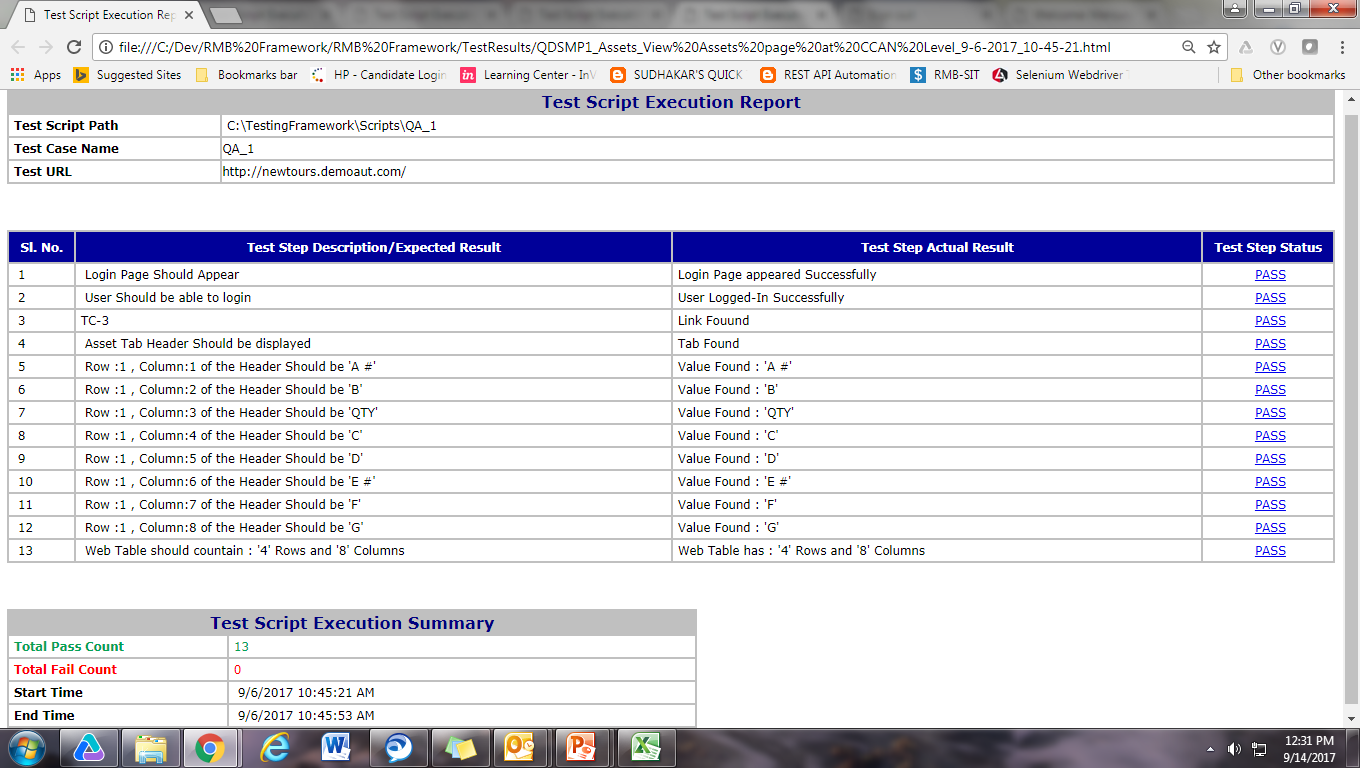 Test Script Execution Rep
file:///C:/Dev/RMB%20Framework/RMB%20Framework/TestResults/QDSMP1_Assets_View%20Assets%20page%20at%20CCAN%20Level_9-6-2017_10-45-21.html
Apps Suggested Sites Bookmarks bar HP - Candidate Login Learning Center - InV SUDHAKAR'S QUICK REST API Automation RMB-SIT Selenium Webdriver Other bookmarks
Test Script Execution Report
Test Script Path C:\TestingFramework\Scripts\QA_1
Test Case Name QA_1
Test URL http://newtours.demoaut.com/
Sl. No. Test Step Description/Expected Result Test Step Actual Result Test Step Status
1 Login Page Should Appear Login Page appeared Successfully PASS
2 User Should be able to login User Logged-In Successfully PASS
3 TC-3 Link Fouund PASS
4 Asset Tab Header Should be displayed Tab Found PASS
5 Row :1 , Column:1 of the Header Should be 'A #' Value Found : 'A #' PASS
6 Row :1 , Column:2 of the Header Should be 'B' Value Found : 'B' PASS
7 Row :1 , Column:3 of the Header Should be 'QTY' Value Found : 'QTY' PASS
8 Row :1 , Column:4 of the Header Should be 'C' Value Found : 'C' PASS
9 Row :1 , Column:5 of the Header Should be 'D' Value Found : 'D' PASS
10 Row :1 , Column:6 of the Header Should be 'E #' Value Found : 'E #' PASS
11 Row :1 , Column:7 of the Header Should be 'F' Value Found : 'F' PASS
12 Row :1 , Column:8 of the Header Should be 'G' Value Found : 'G' PASS
13 Web Table should countain : '4' Rows and '8' Columns Web Table has : '4' Rows and '8' Columns PASS
Test Script Execution Summary
Total Pass Count 13
Total Fail Count 0
Start Time 9/6/2017 10:45:21 AM
End Time 9/6/2017 10:45:53 AM
12:31 PM
9/14/2017